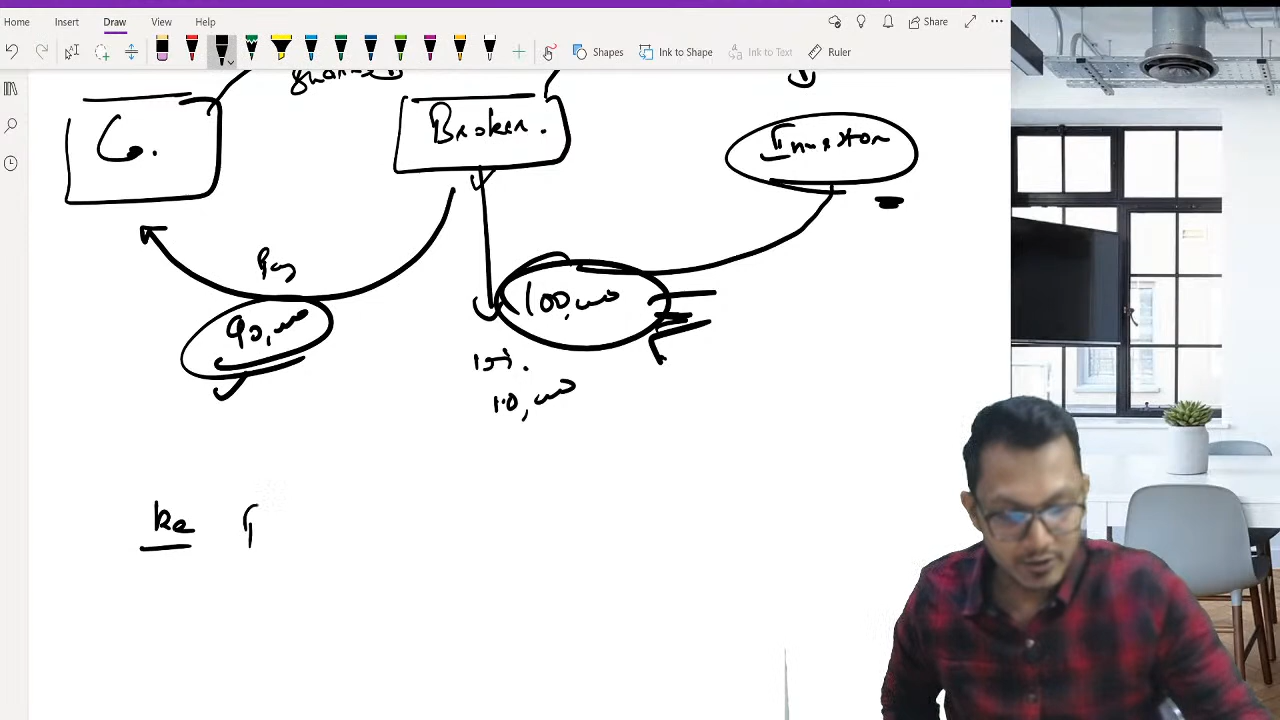 Home Insert Draw View Help Share
Shapes Ink to Shape Ink to Text Ruler
Co. Broker. Investor
Pay
90,000 100,000
10%.
10,000
ke